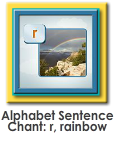 r
Alphabet Sentence
Chant: r, rainbow